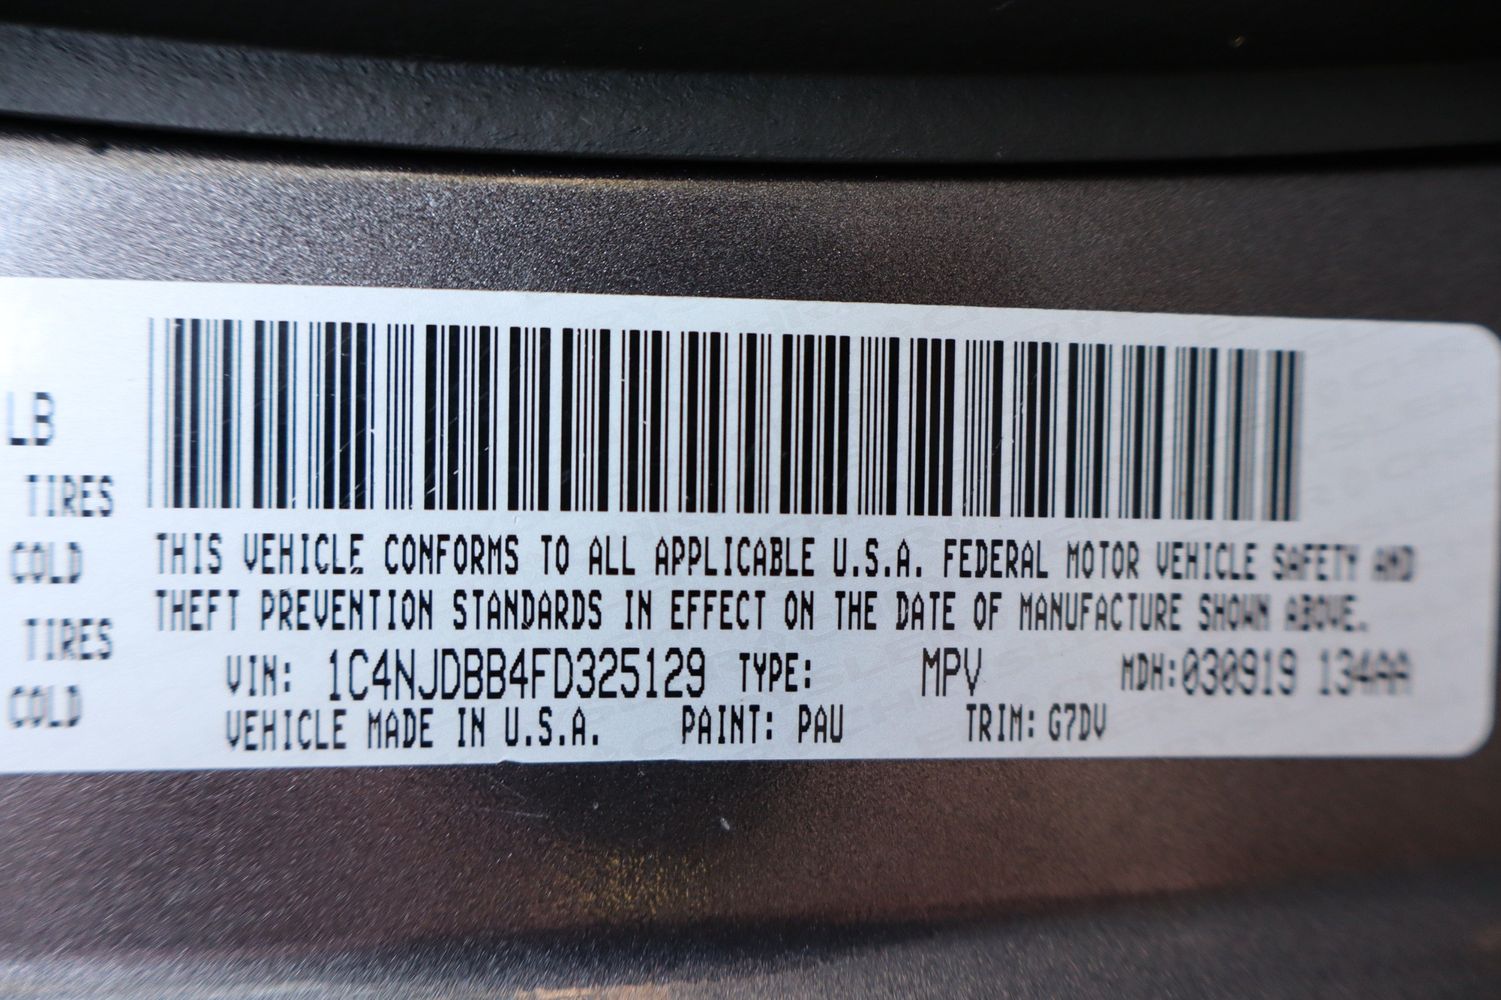 LB
TIRES
COLD
TIRES
COLD
THIS VEHICLE CONFORMS TO ALL APPLICABLE U.S.A. FEDERAL MOTOR VEHICLE SAFETY AND
THEFT PREVENTION STANDARDS IN EFFECT ON THE DATE OF MANUFACTURE SHOWN ABOVE.
VIN: 1C4NJDBB4FD325129 TYPE: MPV MDH:030919 134AA
VEHICLE MADE IN U.S.A. PAINT: PAU TRIM: G7DV